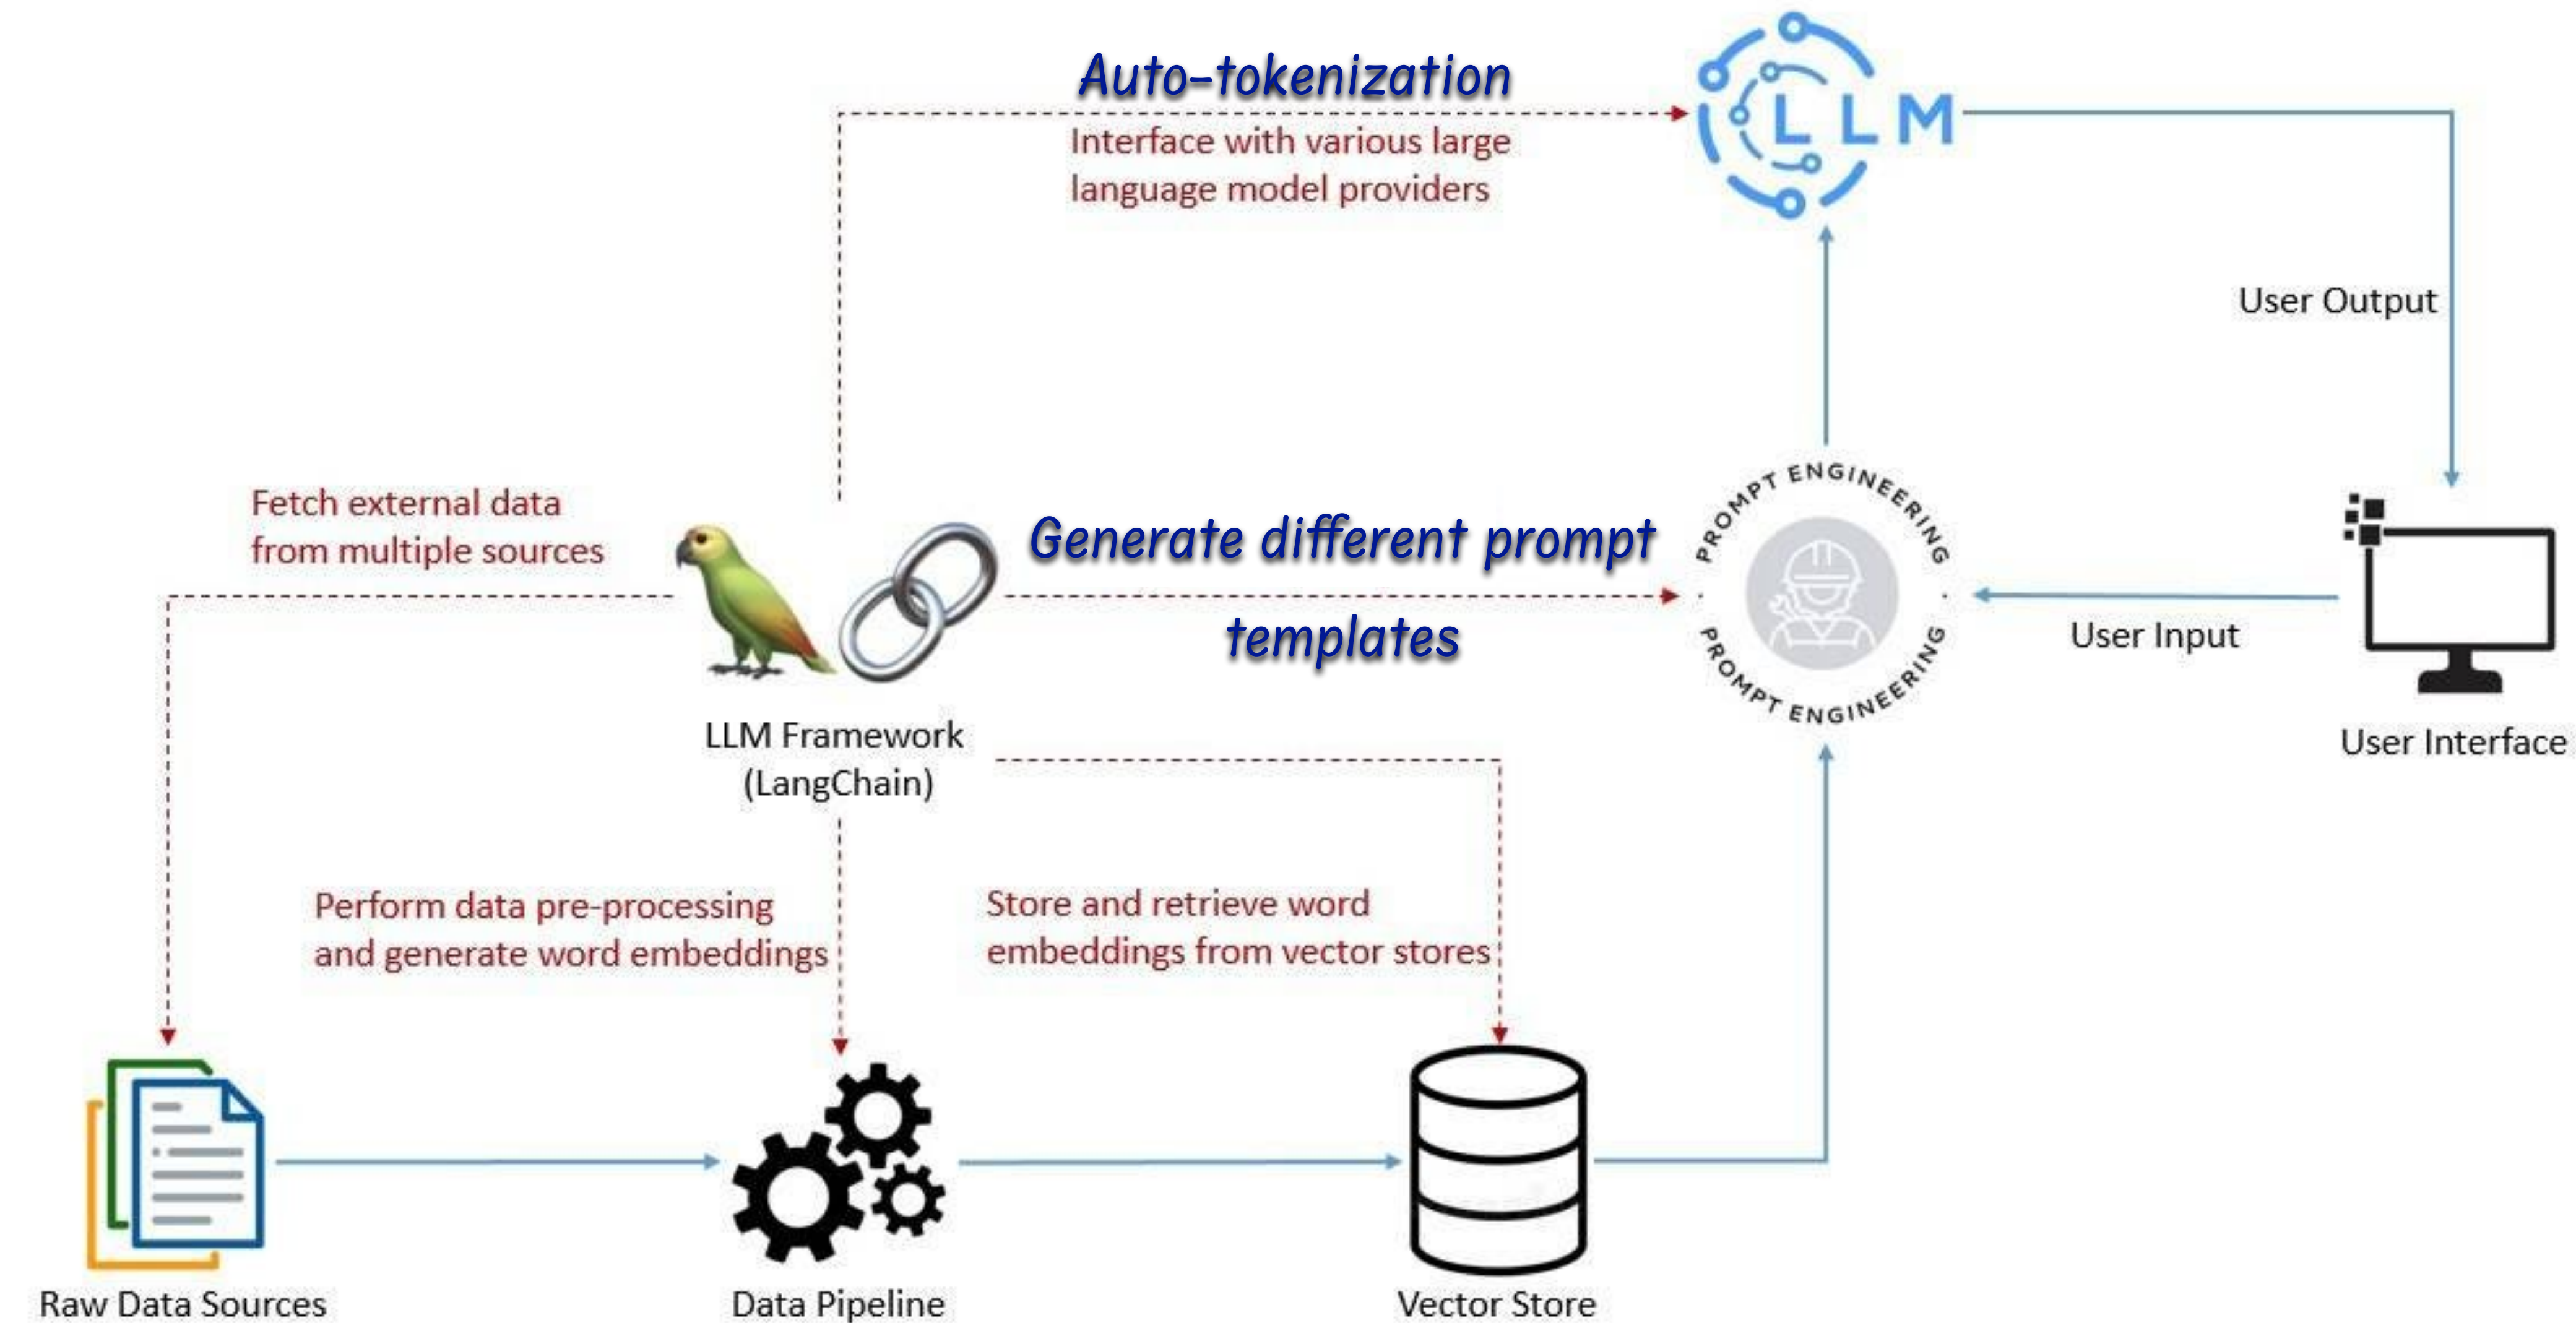 Auto-tokenization
Interface with various large
language model providers
LLM
User Output
Fetch external data
from multiple sources
Generate different prompt
templates
PROMPT ENGINEERING
PROMPT ENGINEERING
User Input
User Interface
LLM Framework
(LangChain)
Perform data pre-processing
and generate word embeddings
Store and retrieve word
embeddings from vector stores
Raw Data Sources
Data Pipeline
Vector Store